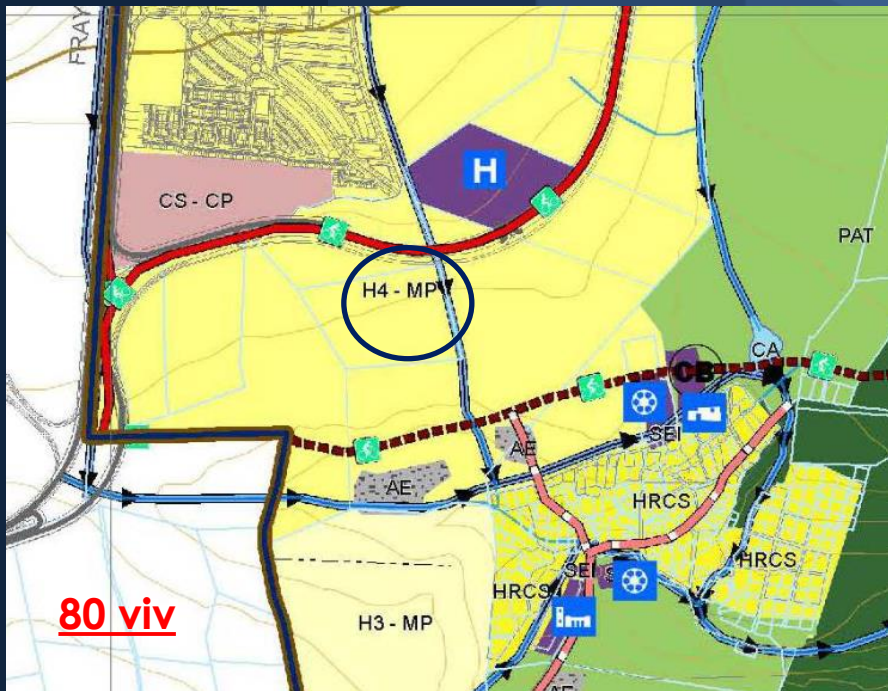 FRAY
CS - CP
H
PAT
H4 - MP
CA
CB
SEI
AE
AE
HRCS
HRCS
SEI
HRCS
80 viv
H3 - MP
AE